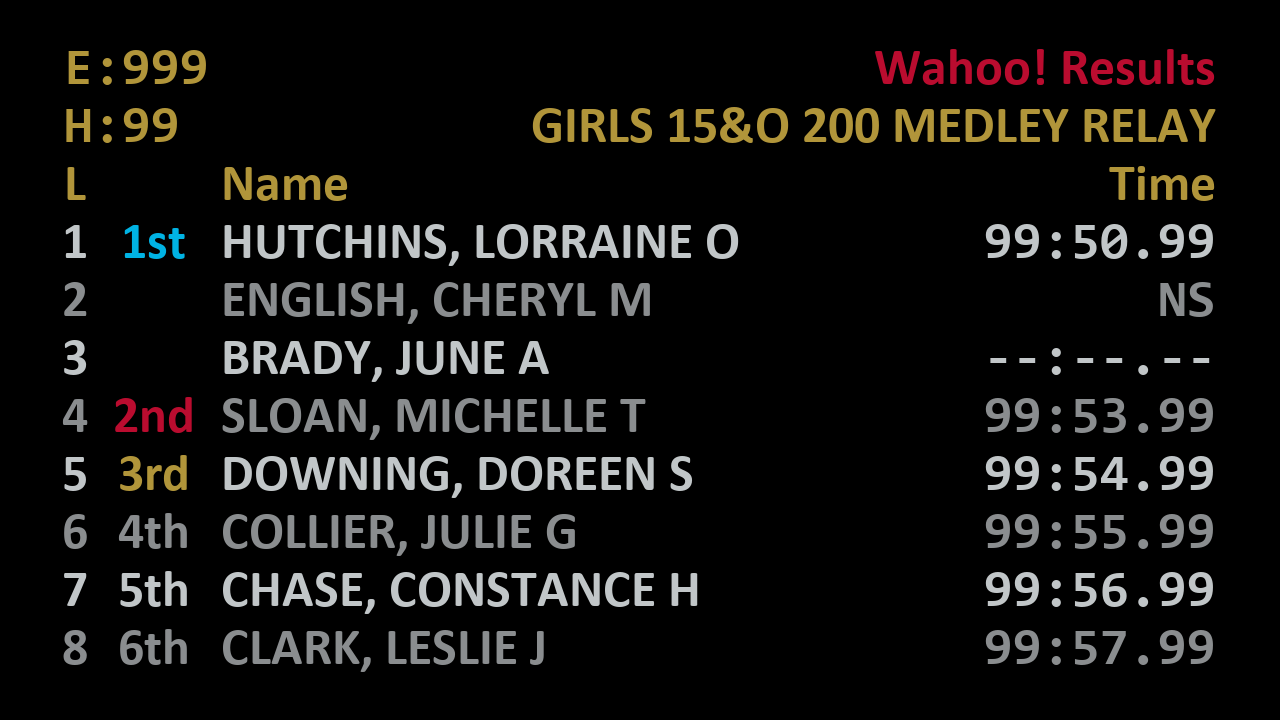 E:999 Wahoo! Results
H:99 GIRLS 15&O 200 MEDLEY RELAY
L Name Time
1 1st HUTCHINS, LORRAINE O 99:50.99
2 ENGLISH, CHERYL M NS
3 BRADY, JUNE A --:--.--
4 2nd SLOAN, MICHELLE T 99:53.99
5 3rd DOWNING, DOREEN S 99:54.99
6 4th COLLIER, JULIE G 99:55.99
7 5th CHASE, CONSTANCE H 99:56.99
8 6th CLARK, LESLIE J 99:57.99